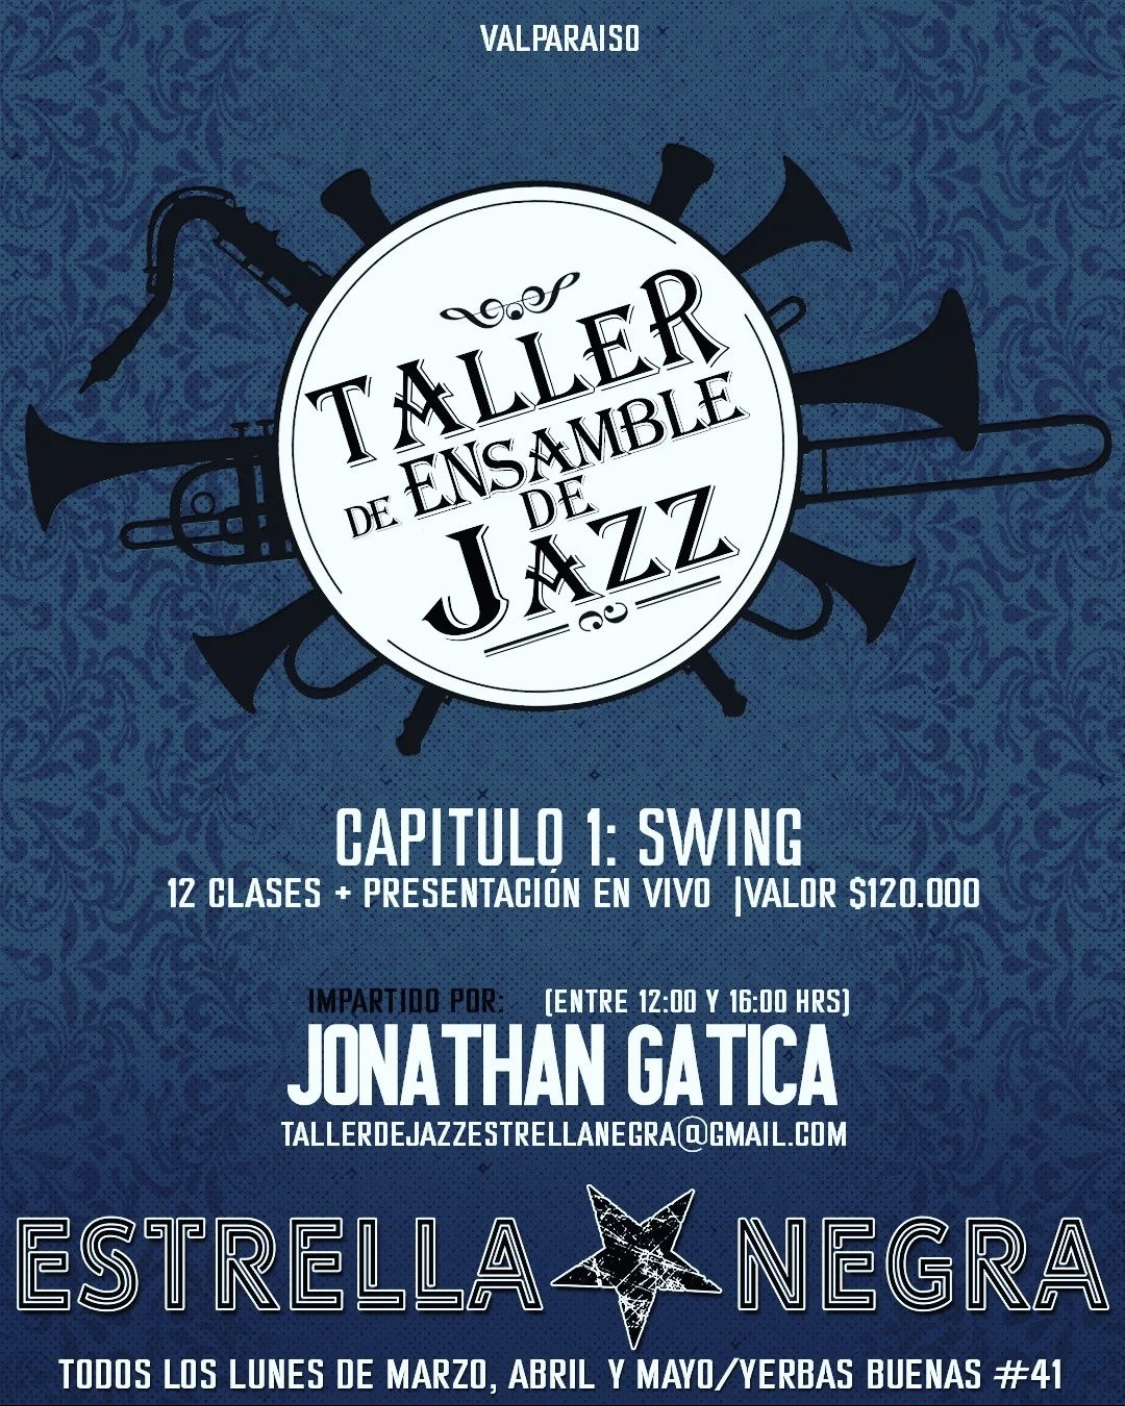 VALPARAISO
TALLER
DE ENSAMBLE
DE
JAZZ
CAPITULO 1: SWING
12 CLASES + PRESENTACIÓN EN VIVO |VALOR $120.000
IMPARTIDO POR: (ENTRE 12:00 Y 16:00 HRS)
JONATHAN GATICA
TALLERDEJAZZESTRELLANEGRA@GMAIL.COM
ESTRELLA NEGRA
TODOS LOS LUNES DE MARZO, ABRIL Y MAYO/YERBAS BUENAS #41